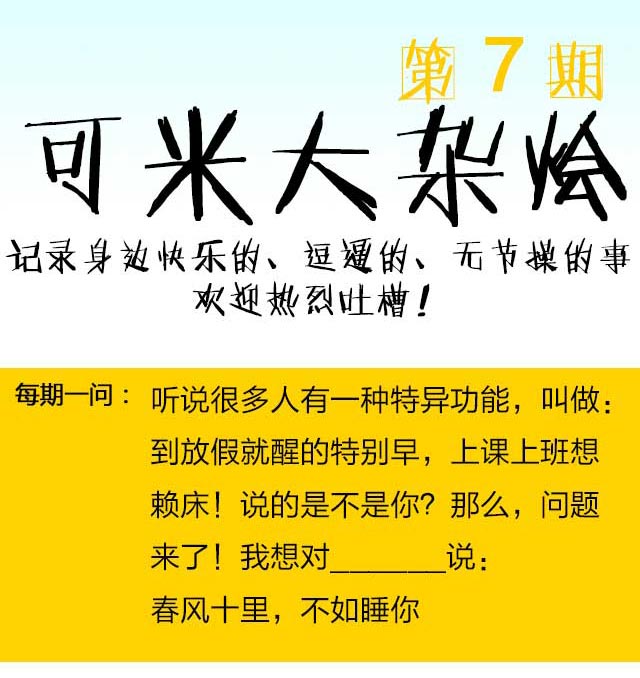 第7期
可米大杂烩
记录身边快乐的、逗逼的、无节操的事
欢迎热烈吐槽！
每期一问：听说很多人有一种特异功能，叫做：
到放假就醒的特别早，上课上班想
赖床！说的是不是你？那么，问题
来了！我想对______说：
春风十里，不如睡你